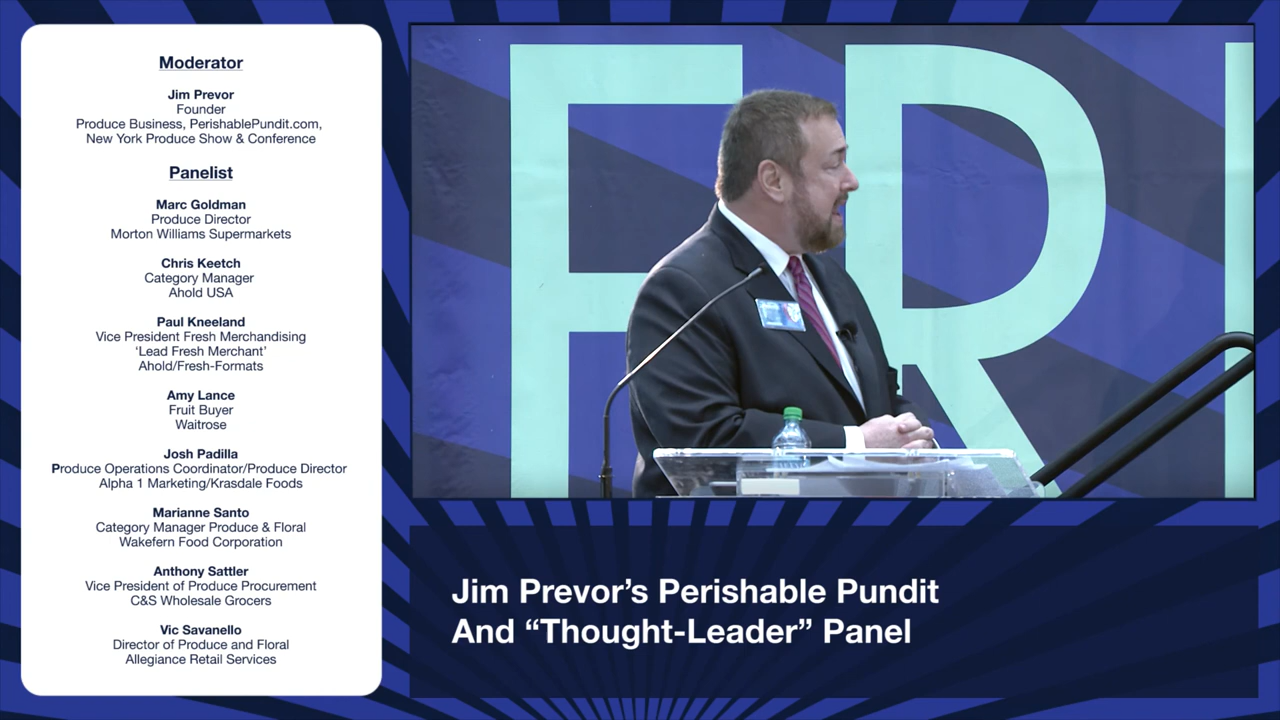 Moderator
Jim Prevor
Founder
Produce Business, PerishablePundit.com,
New York Produce Show & Conference
Panelist
Marc Goldman
Produce Director
Morton Williams Supermarkets
Chris Keetch
Category Manager
Ahold USA
Paul Kneeland
Vice President Fresh Merchandising
‘Lead Fresh Merchant’
Ahold/Fresh-Formats
Amy Lance
Fruit Buyer
Waitrose
Josh Padilla
Produce Operations Coordinator/Produce Director
Alpha 1 Marketing/Krasdale Foods
Marianne Santo
Category Manager Produce & Floral
Wakefern Food Corporation
Anthony Sattler
Vice President of Produce Procurement
C&S Wholesale Grocers
Vic Savanello
Director of Produce and Floral
Allegiance Retail Services
FR
Jim Prevor’s Perishable Pundit
And “Thought-Leader” Panel